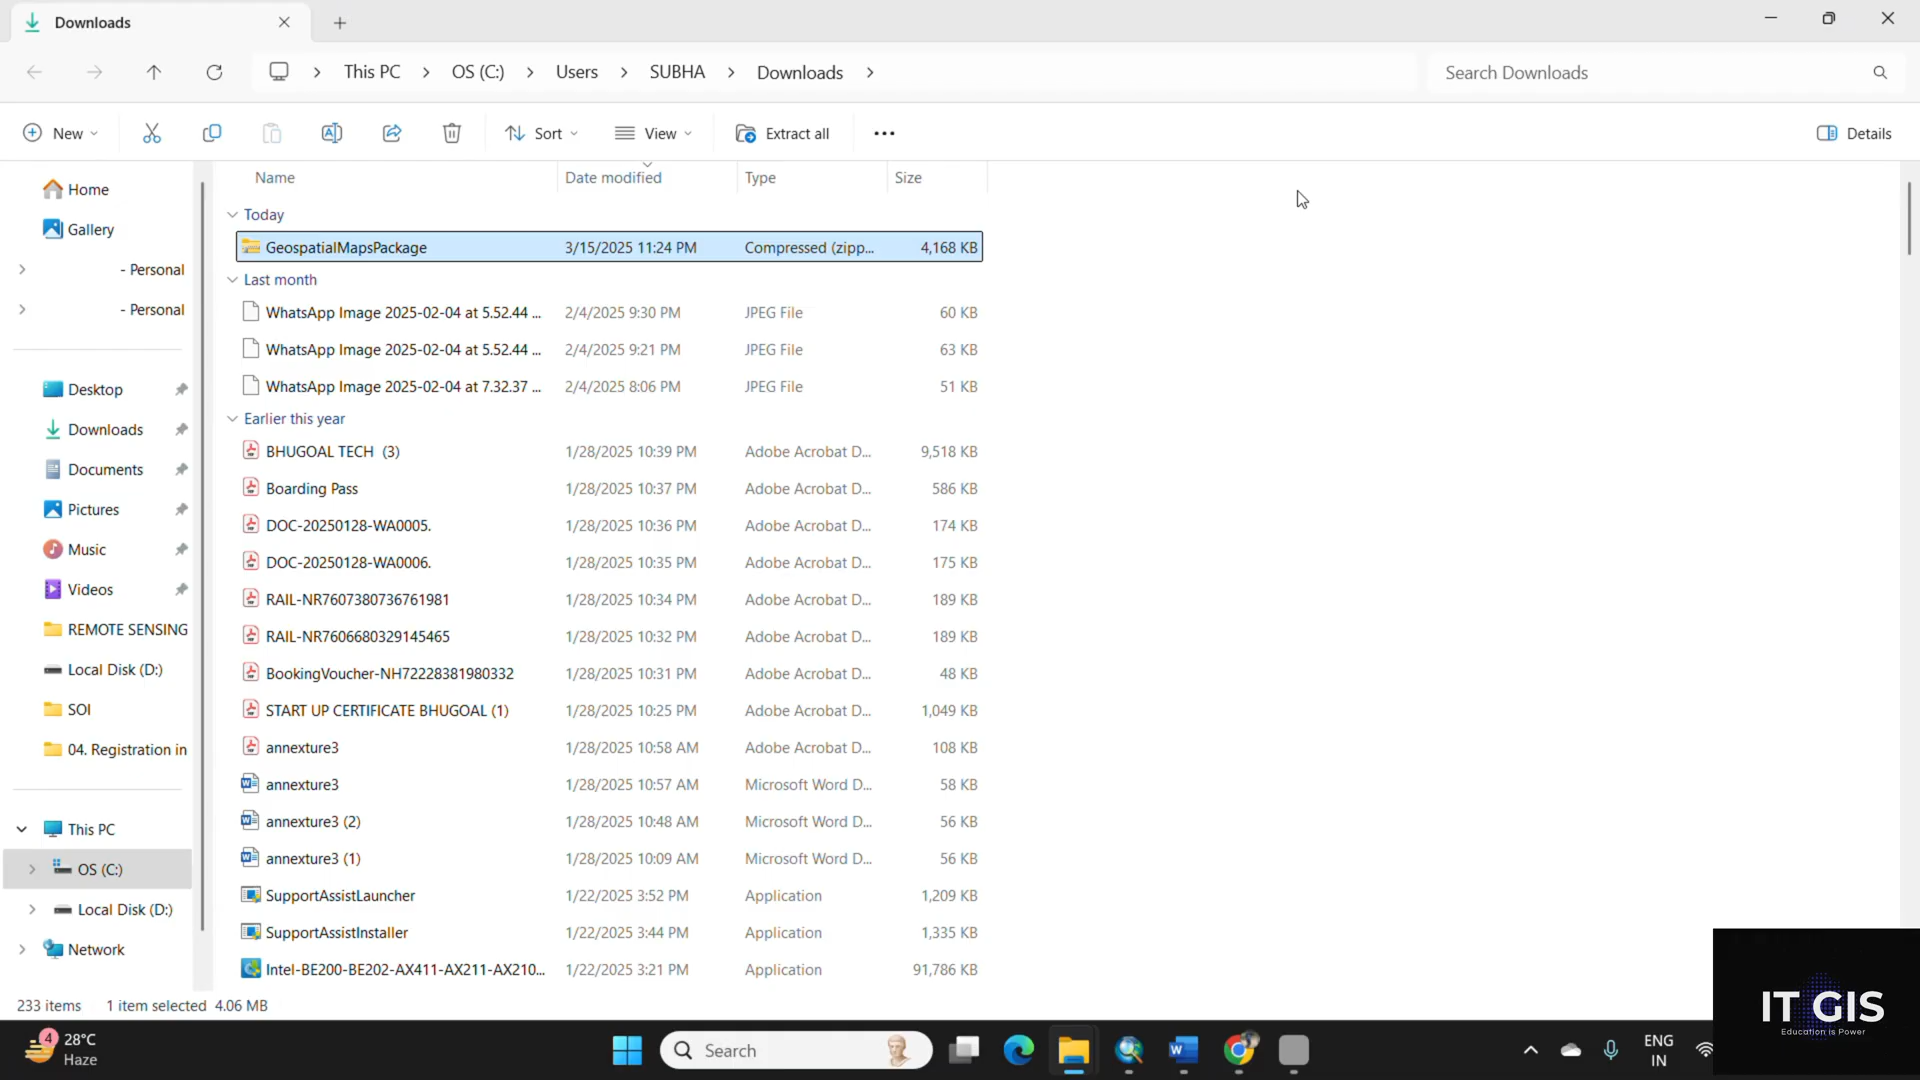 Downloads
This PC > OS (C:) > Users > SUBHA > Downloads >
Search Downloads
New
Sort
View
Extract all
Details
Name Date modified Type Size
Home
Gallery
- Personal
- Personal
Desktop
Downloads
Documents
Pictures
Music
Videos
REMOTE SENSING
Local Disk (D:)
SOI
04. Registration in
This PC
OS (C:)
Local Disk (D:)
Network
Today
GeospatialMapsPackage 3/15/2025 11:24 PM Compressed (zipp... 4,168 KB
Last month
WhatsApp Image 2025-02-04 at 5.52.44 ... 2/4/2025 9:30 PM JPEG File 60 KB
WhatsApp Image 2025-02-04 at 5.52.44 ... 2/4/2025 9:21 PM JPEG File 63 KB
WhatsApp Image 2025-02-04 at 7.32.37 ... 2/4/2025 8:06 PM JPEG File 51 KB
Earlier this year
BHUGOAL TECH (3) 1/28/2025 10:39 PM Adobe Acrobat D... 9,518 KB
Boarding Pass 1/28/2025 10:37 PM Adobe Acrobat D... 586 KB
DOC-20250128-WA0005. 1/28/2025 10:36 PM Adobe Acrobat D... 174 KB
DOC-20250128-WA0006. 1/28/2025 10:35 PM Adobe Acrobat D... 175 KB
RAIL-NR7607380736761981 1/28/2025 10:34 PM Adobe Acrobat D... 189 KB
RAIL-NR7606680329145465 1/28/2025 10:32 PM Adobe Acrobat D... 189 KB
BookingVoucher-NH72228381980332 1/28/2025 10:31 PM Adobe Acrobat D... 48 KB
START UP CERTIFICATE BHUGOAL (1) 1/28/2025 10:25 PM Adobe Acrobat D... 1,049 KB
annexture3 1/28/2025 10:58 AM Adobe Acrobat D... 108 KB
annexture3 1/28/2025 10:57 AM Microsoft Word D... 58 KB
annexture3 (2) 1/28/2025 10:48 AM Microsoft Word D... 56 KB
annexture3 (1) 1/28/2025 10:09 AM Microsoft Word D... 56 KB
SupportAssistLauncher 1/22/2025 3:52 PM Application 1,209 KB
SupportAssistInstaller 1/22/2025 3:44 PM Application 1,335 KB
Intel-BE200-BE202-AX411-AX211-AX210... 1/22/2025 3:21 PM Application 91,786 KB
233 items 1 item selected 4.06 MB
4
28°C
Haze
Search
ENG
IN
IT GIS
Education is Power